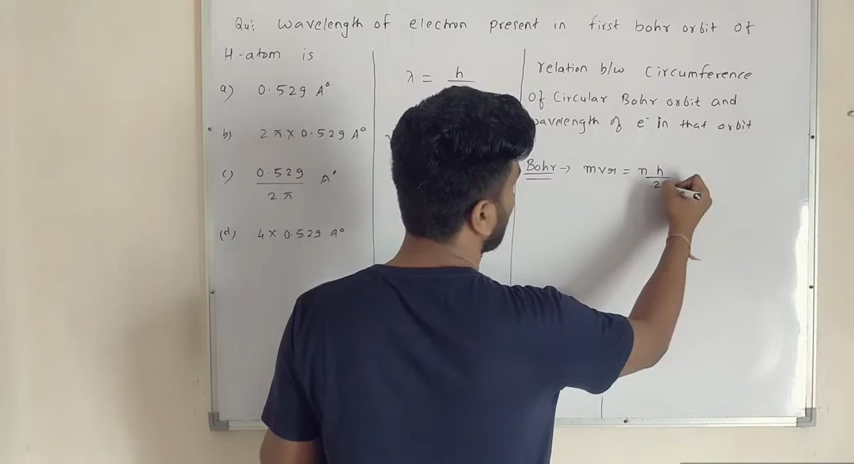 Qu: Wavelength of electron present in first bohr orbit of
H-atom is
a) 0.529 A°
b) 2π × 0.529 A°
c) 0.529 / 2π A°
(d) 4 × 0.529 A°
λ = h
relation b/w Circumference
Of Circular Bohr orbit and
wavelength of e⁻ in that orbit
Bohr → mvr = n h / 2